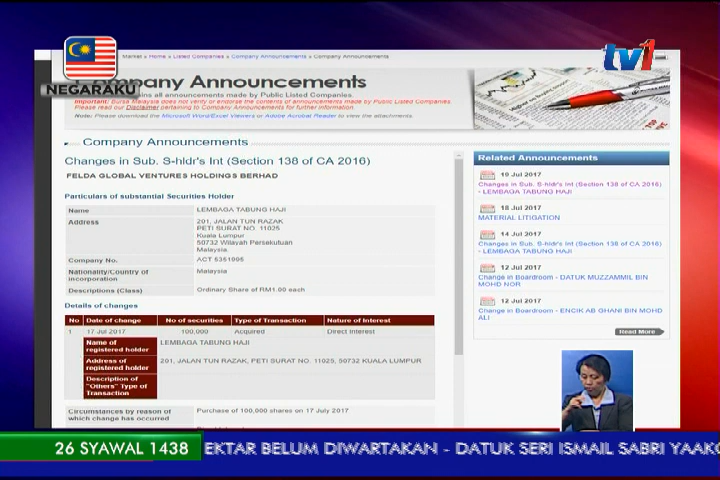 Market » Home » Listed Companies » Company Announcements » Company Announcements
tv1
Company Announcements
NEGARAKU
ains all announcements made by Public Listed Companies.
Important: Bursa Malaysia does not verify or endorse the contents of announcements made by Public Listed Companies.
Please read our Disclaimer pertaining to Company Announcements for further information
Note: Please download the Microsoft Word/Excel Viewers or Adobe Acrobat Reader to view the attachments.
Company Announcements
Changes in Sub. S-hldr's Int (Section 138 of CA 2016)
FELDA GLOBAL VENTURES HOLDINGS BERHAD
Particulars of substantial Securities Holder
Name LEMBAGA TABUNG HAJI
Address 201, JALAN TUN RAZAK,
PETI SURAT NO. 11025,
Kuala Lumpur
50732 Wilayah Persekutuan
Malaysia.
Company No. ACT 5351995
Nationality/Country of incorporation Malaysia
Descriptions (Class) Ordinary Share of RM1.00 each
Details of changes
No Date of change No of securities Type of Transaction Nature of Interest
1 17 Jul 2017 100,000 Acquired Direct Interest
Name of registered holder LEMBAGA TABUNG HAJI
Address of registered holder 201, JALAN TUN RAZAK, PETI SURAT NO. 11025, 50732 KUALA LUMPUR
Description of "Others" Type of Transaction
Circumstances by reason of which change has occurred Purchase of 100,000 shares on 17 July 2017
Related Announcements
19 Jul 2017
Changes in Sub. S-hldr's Int (Section 138 of CA 2016)
- LEMBAGA TABUNG HAJI
18 Jul 2017
MATERIAL LITIGATION
14 Jul 2017
Changes in Sub. S-hldr's Int (Section 138 of CA 2016)
- LEMBAGA TABUNG HAJI
12 Jul 2017
Change in Boardroom - DATUK MUZZAMMIL BIN
MOHD NOR
12 Jul 2017
Change in Boardroom - ENCIK AB GHANI BIN MOHD
ALI
Read More
26 SYAWAL 1438 EKTAR BELUM DIWARTAKAN - DATUK SERI ISMAIL SABRI YAAKO